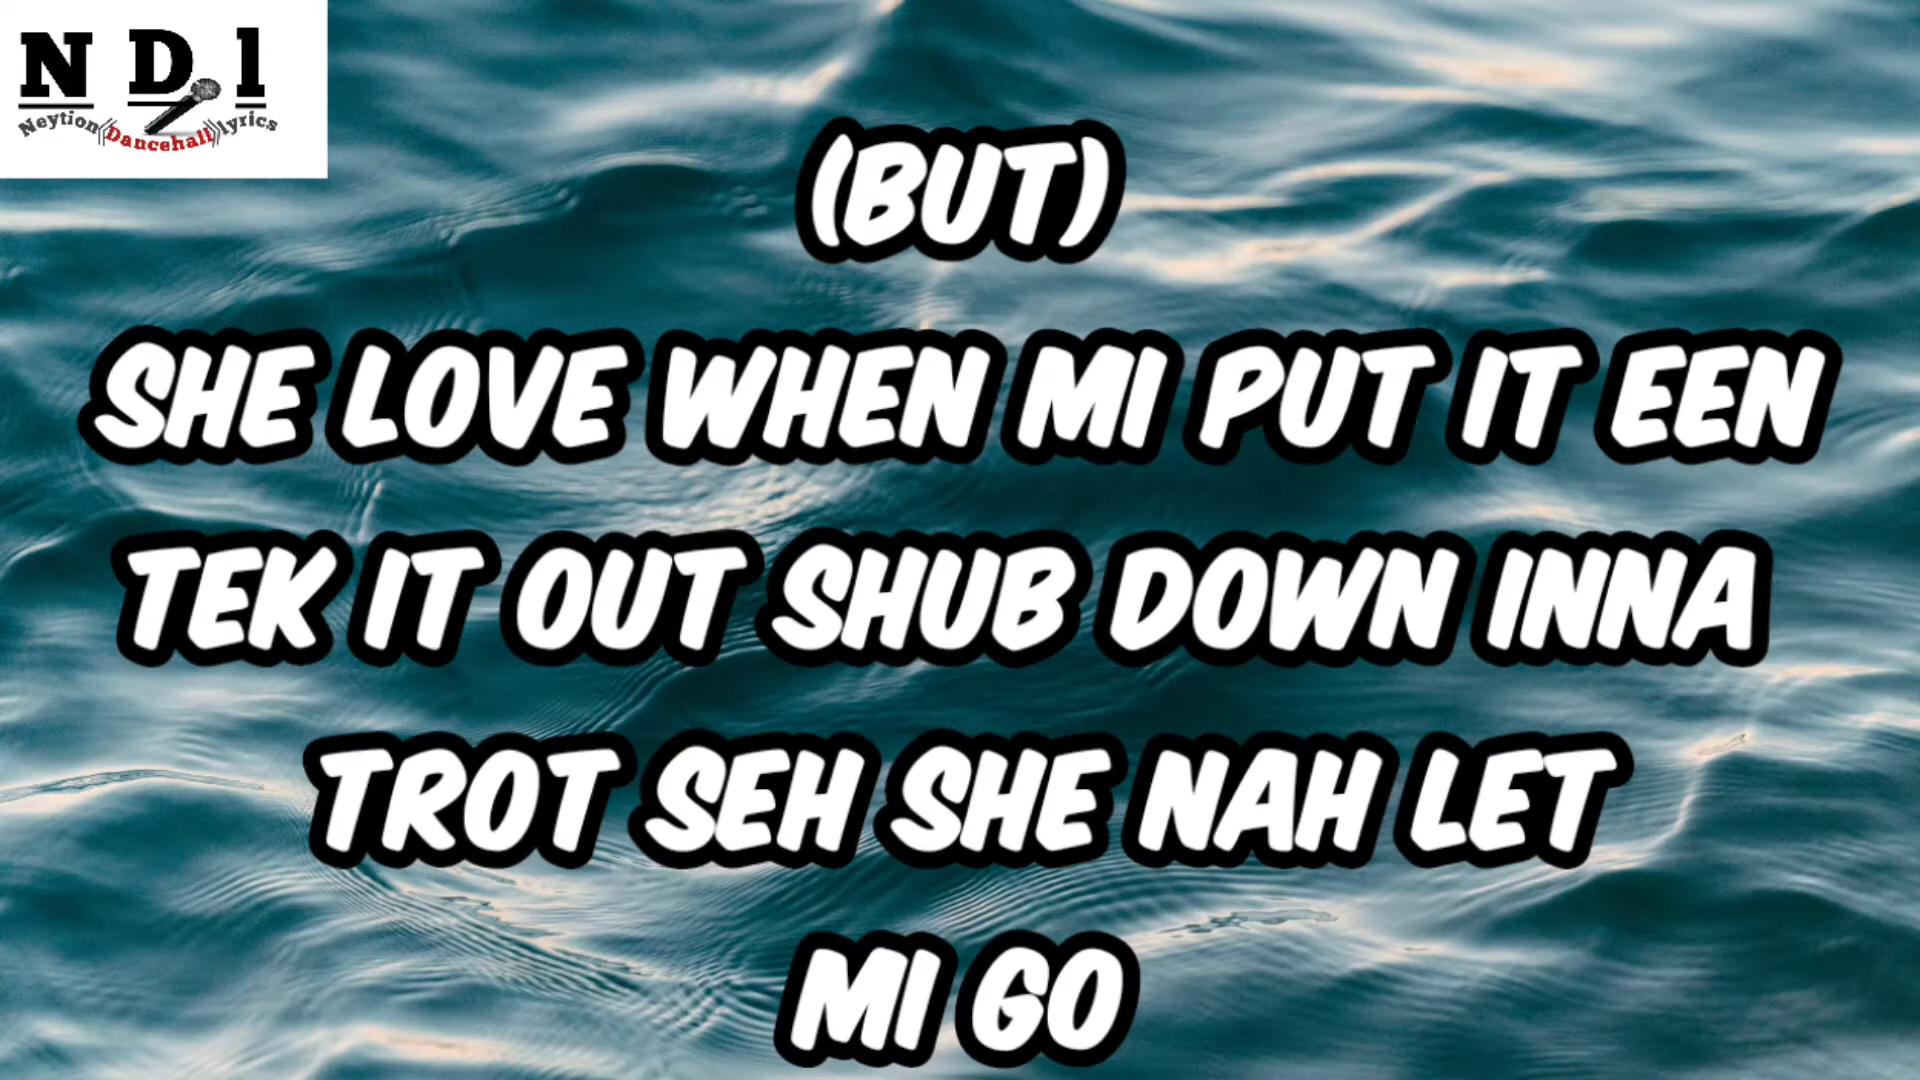 N D l
Neytion Dancehall lyrics
(BUT)
SHE LOVE WHEN MI PUT IT EEN
TEK IT OUT SHUB DOWN INNA
TROT SEH SHE NAH LET
MI GO